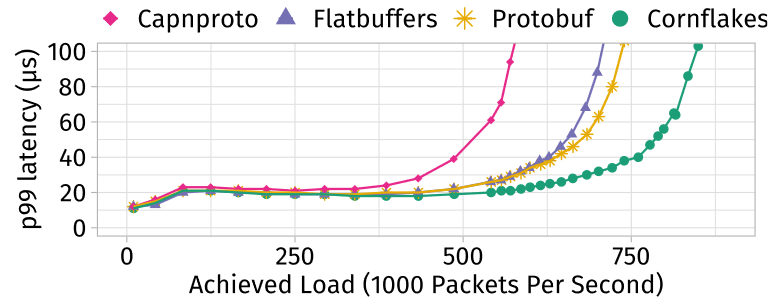 Capnproto Flatbuffers Protobuf Cornflakes
p99 latency (µs)
100
80
60
40
20
0
0 250 500 750
Achieved Load (1000 Packets Per Second)